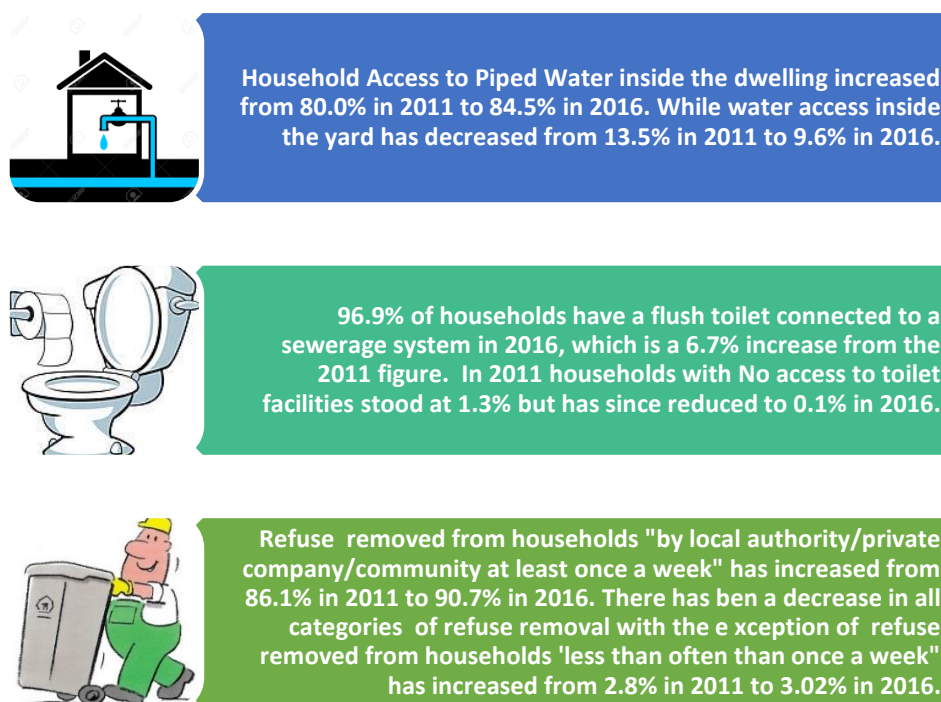 Household Access to Piped Water inside the dwelling increased
from 80.0% in 2011 to 84.5% in 2016. While water access inside
the yard has decreased from 13.5% in 2011 to 9.6% in 2016.
96.9% of households have a flush toilet connected to a
sewerage system in 2016, which is a 6.7% increase from the
2011 figure. In 2011 households with No access to toilet
facilities stood at 1.3% but has since reduced to 0.1% in 2016.
Refuse removed from households "by local authority/private
company/community at least once a week" has increased from
86.1% in 2011 to 90.7% in 2016. There has ben a decrease in all
categories of refuse removal with the e xception of refuse
removed from households 'less than often than once a week"
has increased from 2.8% in 2011 to 3.02% in 2016.